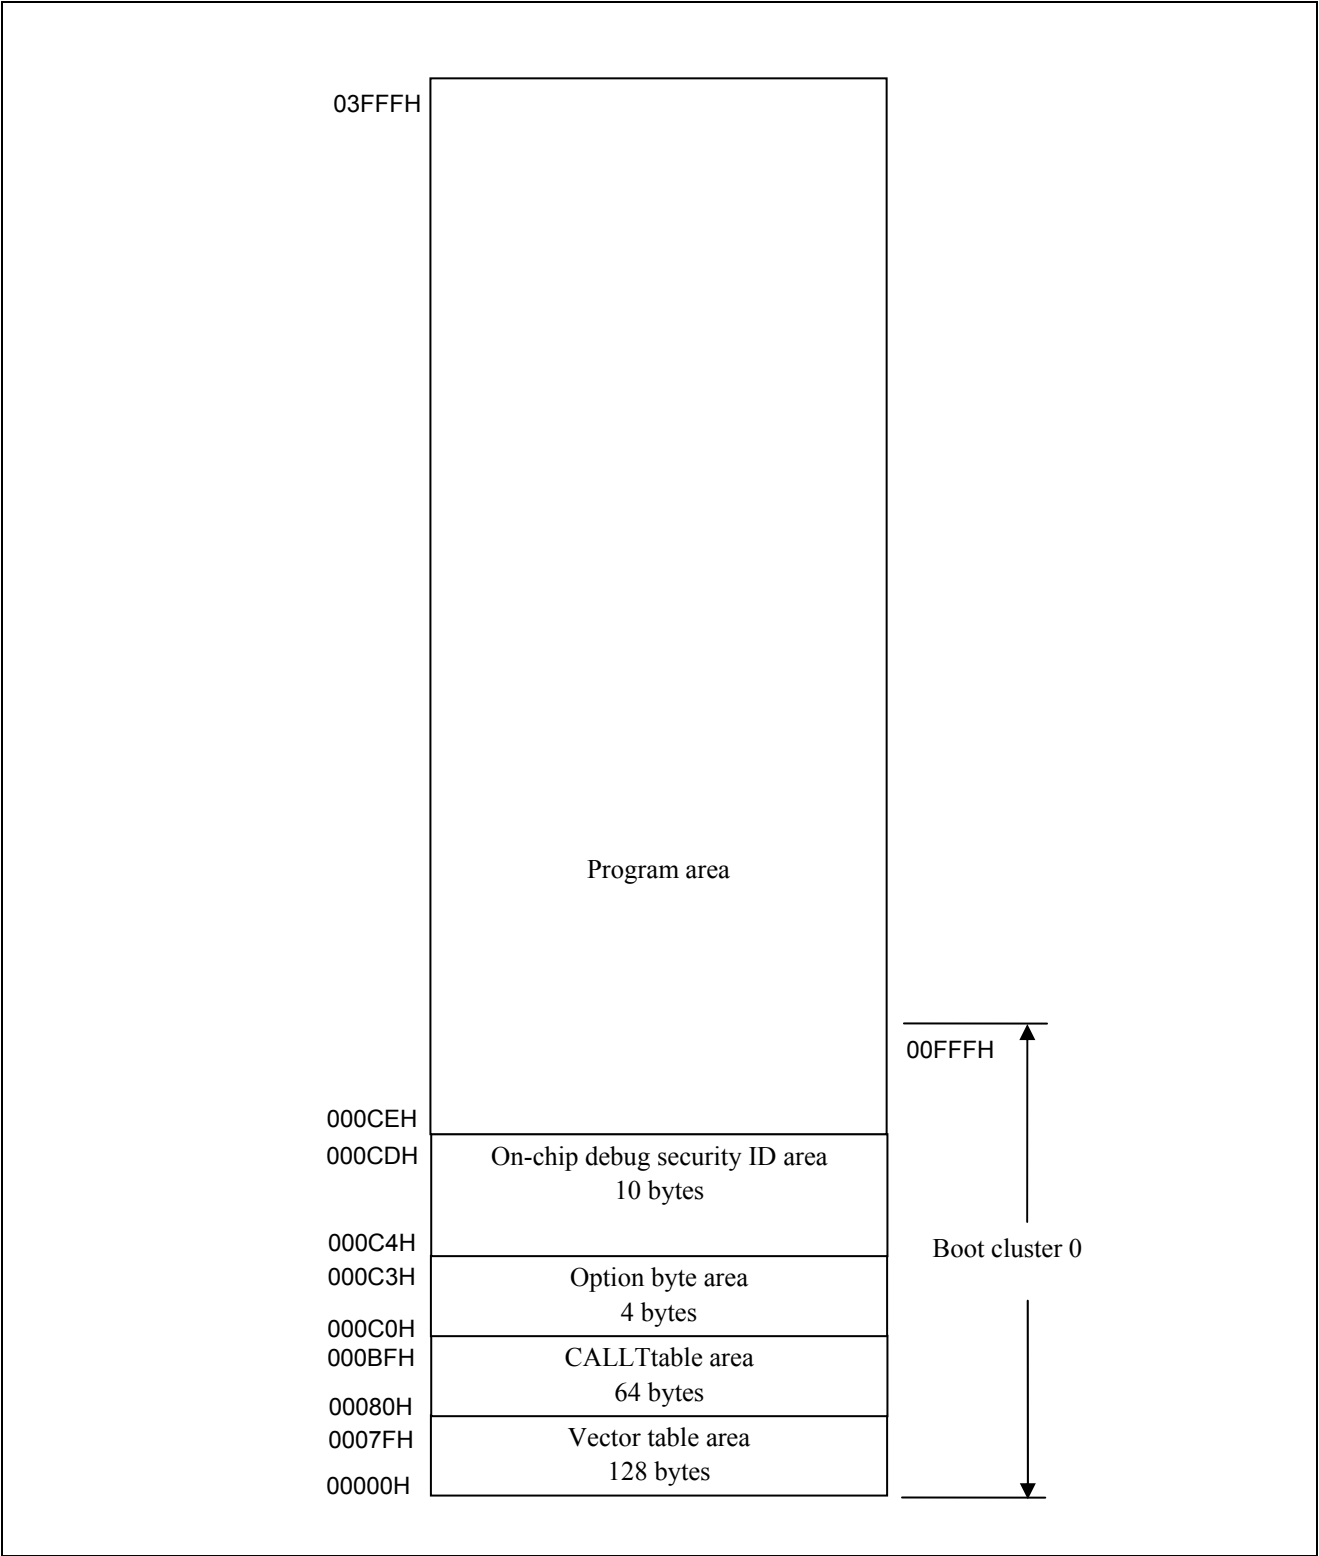 03FFFH
Program area
00FFFH
000CEH
000CDH
On-chip debug security ID area
10 bytes
000C4H
Boot cluster 0
000C3H
Option byte area
4 bytes
000C0H
000BFH
CALLTtable area
64 bytes
00080H
0007FH
Vector table area
128 bytes
00000H